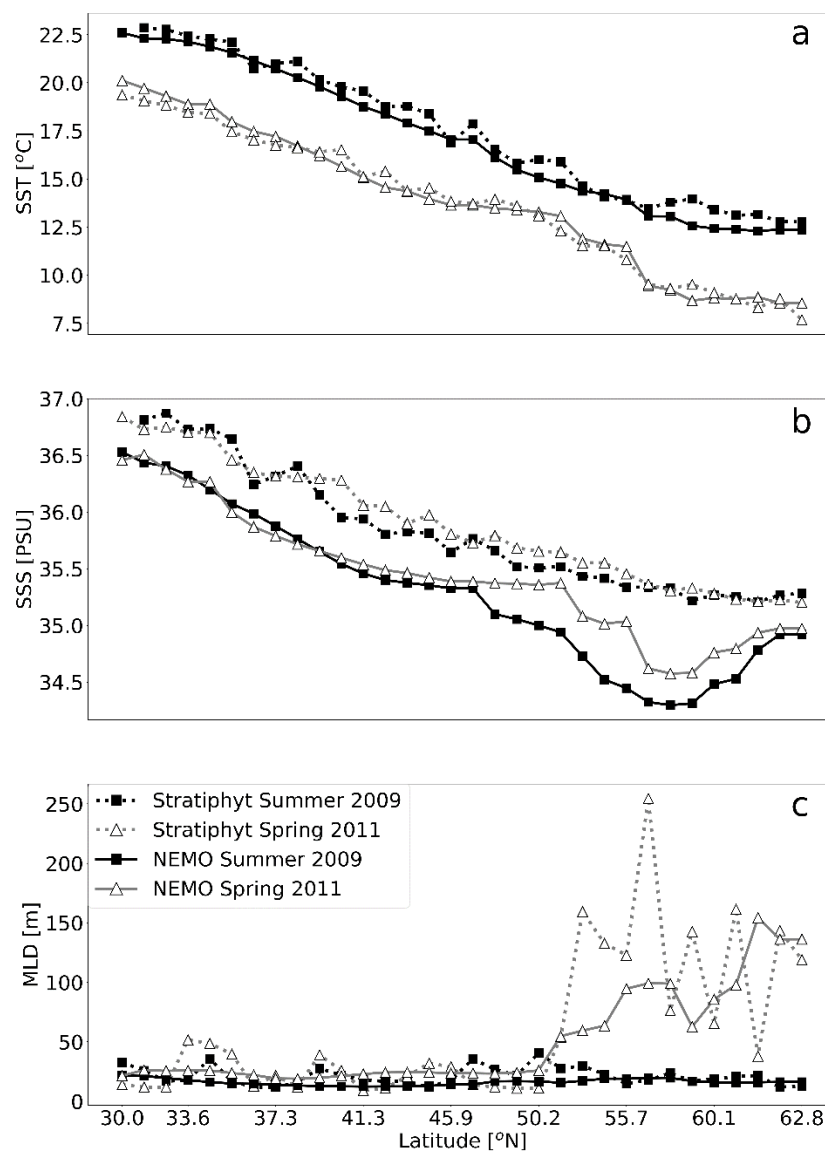 a
22.5
20.0
17.5
15.0
12.5
10.0
7.5
SST [°C]
b
37.0
36.5
36.0
35.5
35.0
34.5
SSS [PSU]
c
Stratiphyt Summer 2009
Stratiphyt Spring 2011
NEMO Summer 2009
NEMO Spring 2011
250
200
150
100
50
0
MLD [m]
30.0 33.6 37.3 41.3 45.9 50.2 55.7 60.1 62.8
Latitude [°N]